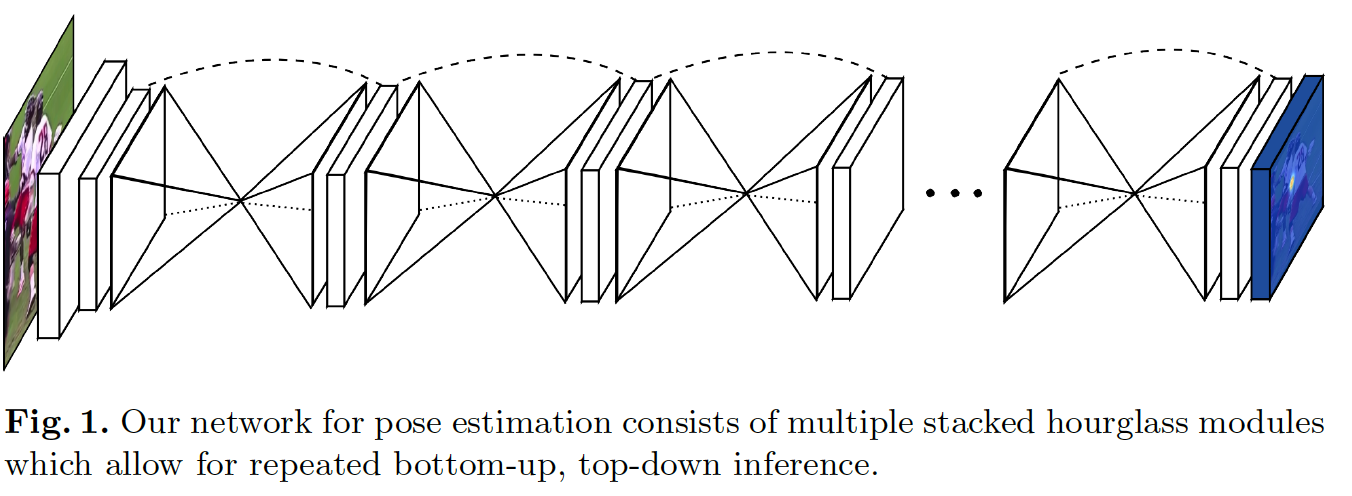 Fig. 1. Our network for pose estimation consists of multiple stacked hourglass modules
which allow for repeated bottom-up, top-down inference.